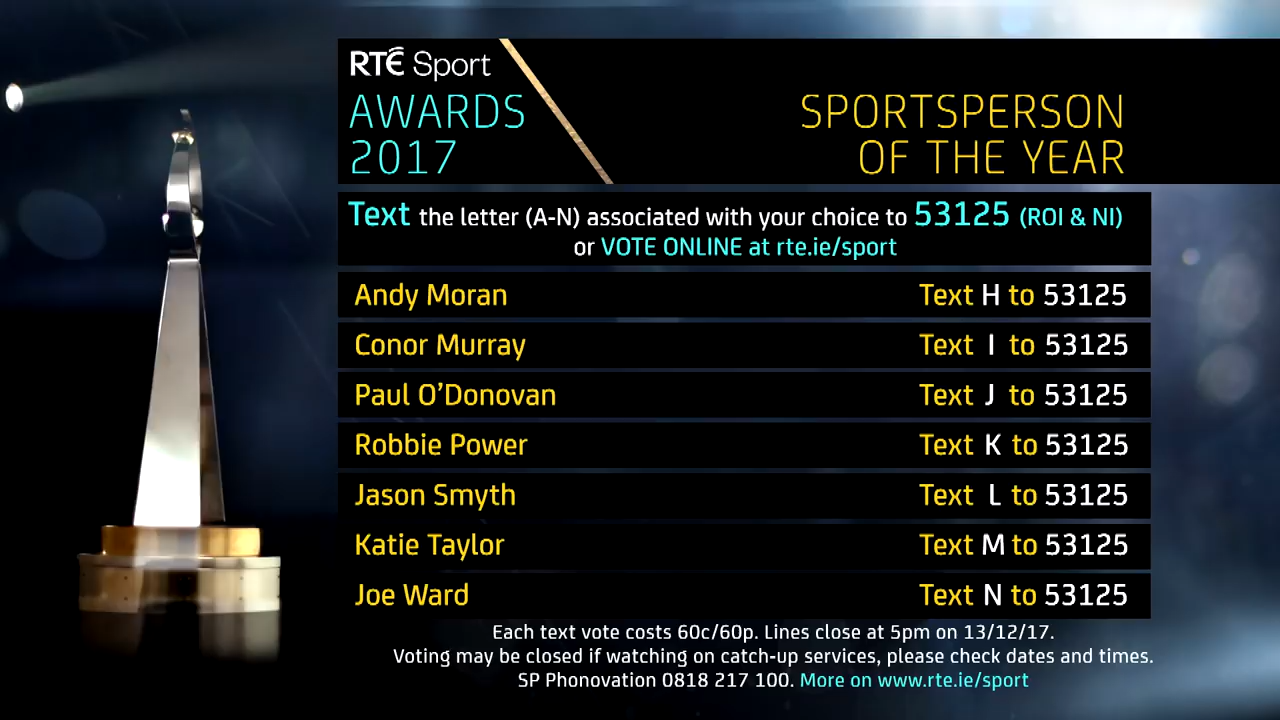 RTÉ Sport
AWARDS
2017
SPORTSPERSON
OF THE YEAR
Text the letter (A-N) associated with your choice to 53125 (ROI & NI)
or VOTE ONLINE at rte.ie/sport
Andy Moran Text H to 53125
Conor Murray Text I to 53125
Paul O’Donovan Text J to 53125
Robbie Power Text K to 53125
Jason Smyth Text L to 53125
Katie Taylor Text M to 53125
Joe Ward Text N to 53125
Each text vote costs 60c/60p. Lines close at 5pm on 13/12/17.
Voting may be closed if watching on catch-up services, please check dates and times.
SP Phonovation 0818 217 100. More on www.rte.ie/sport